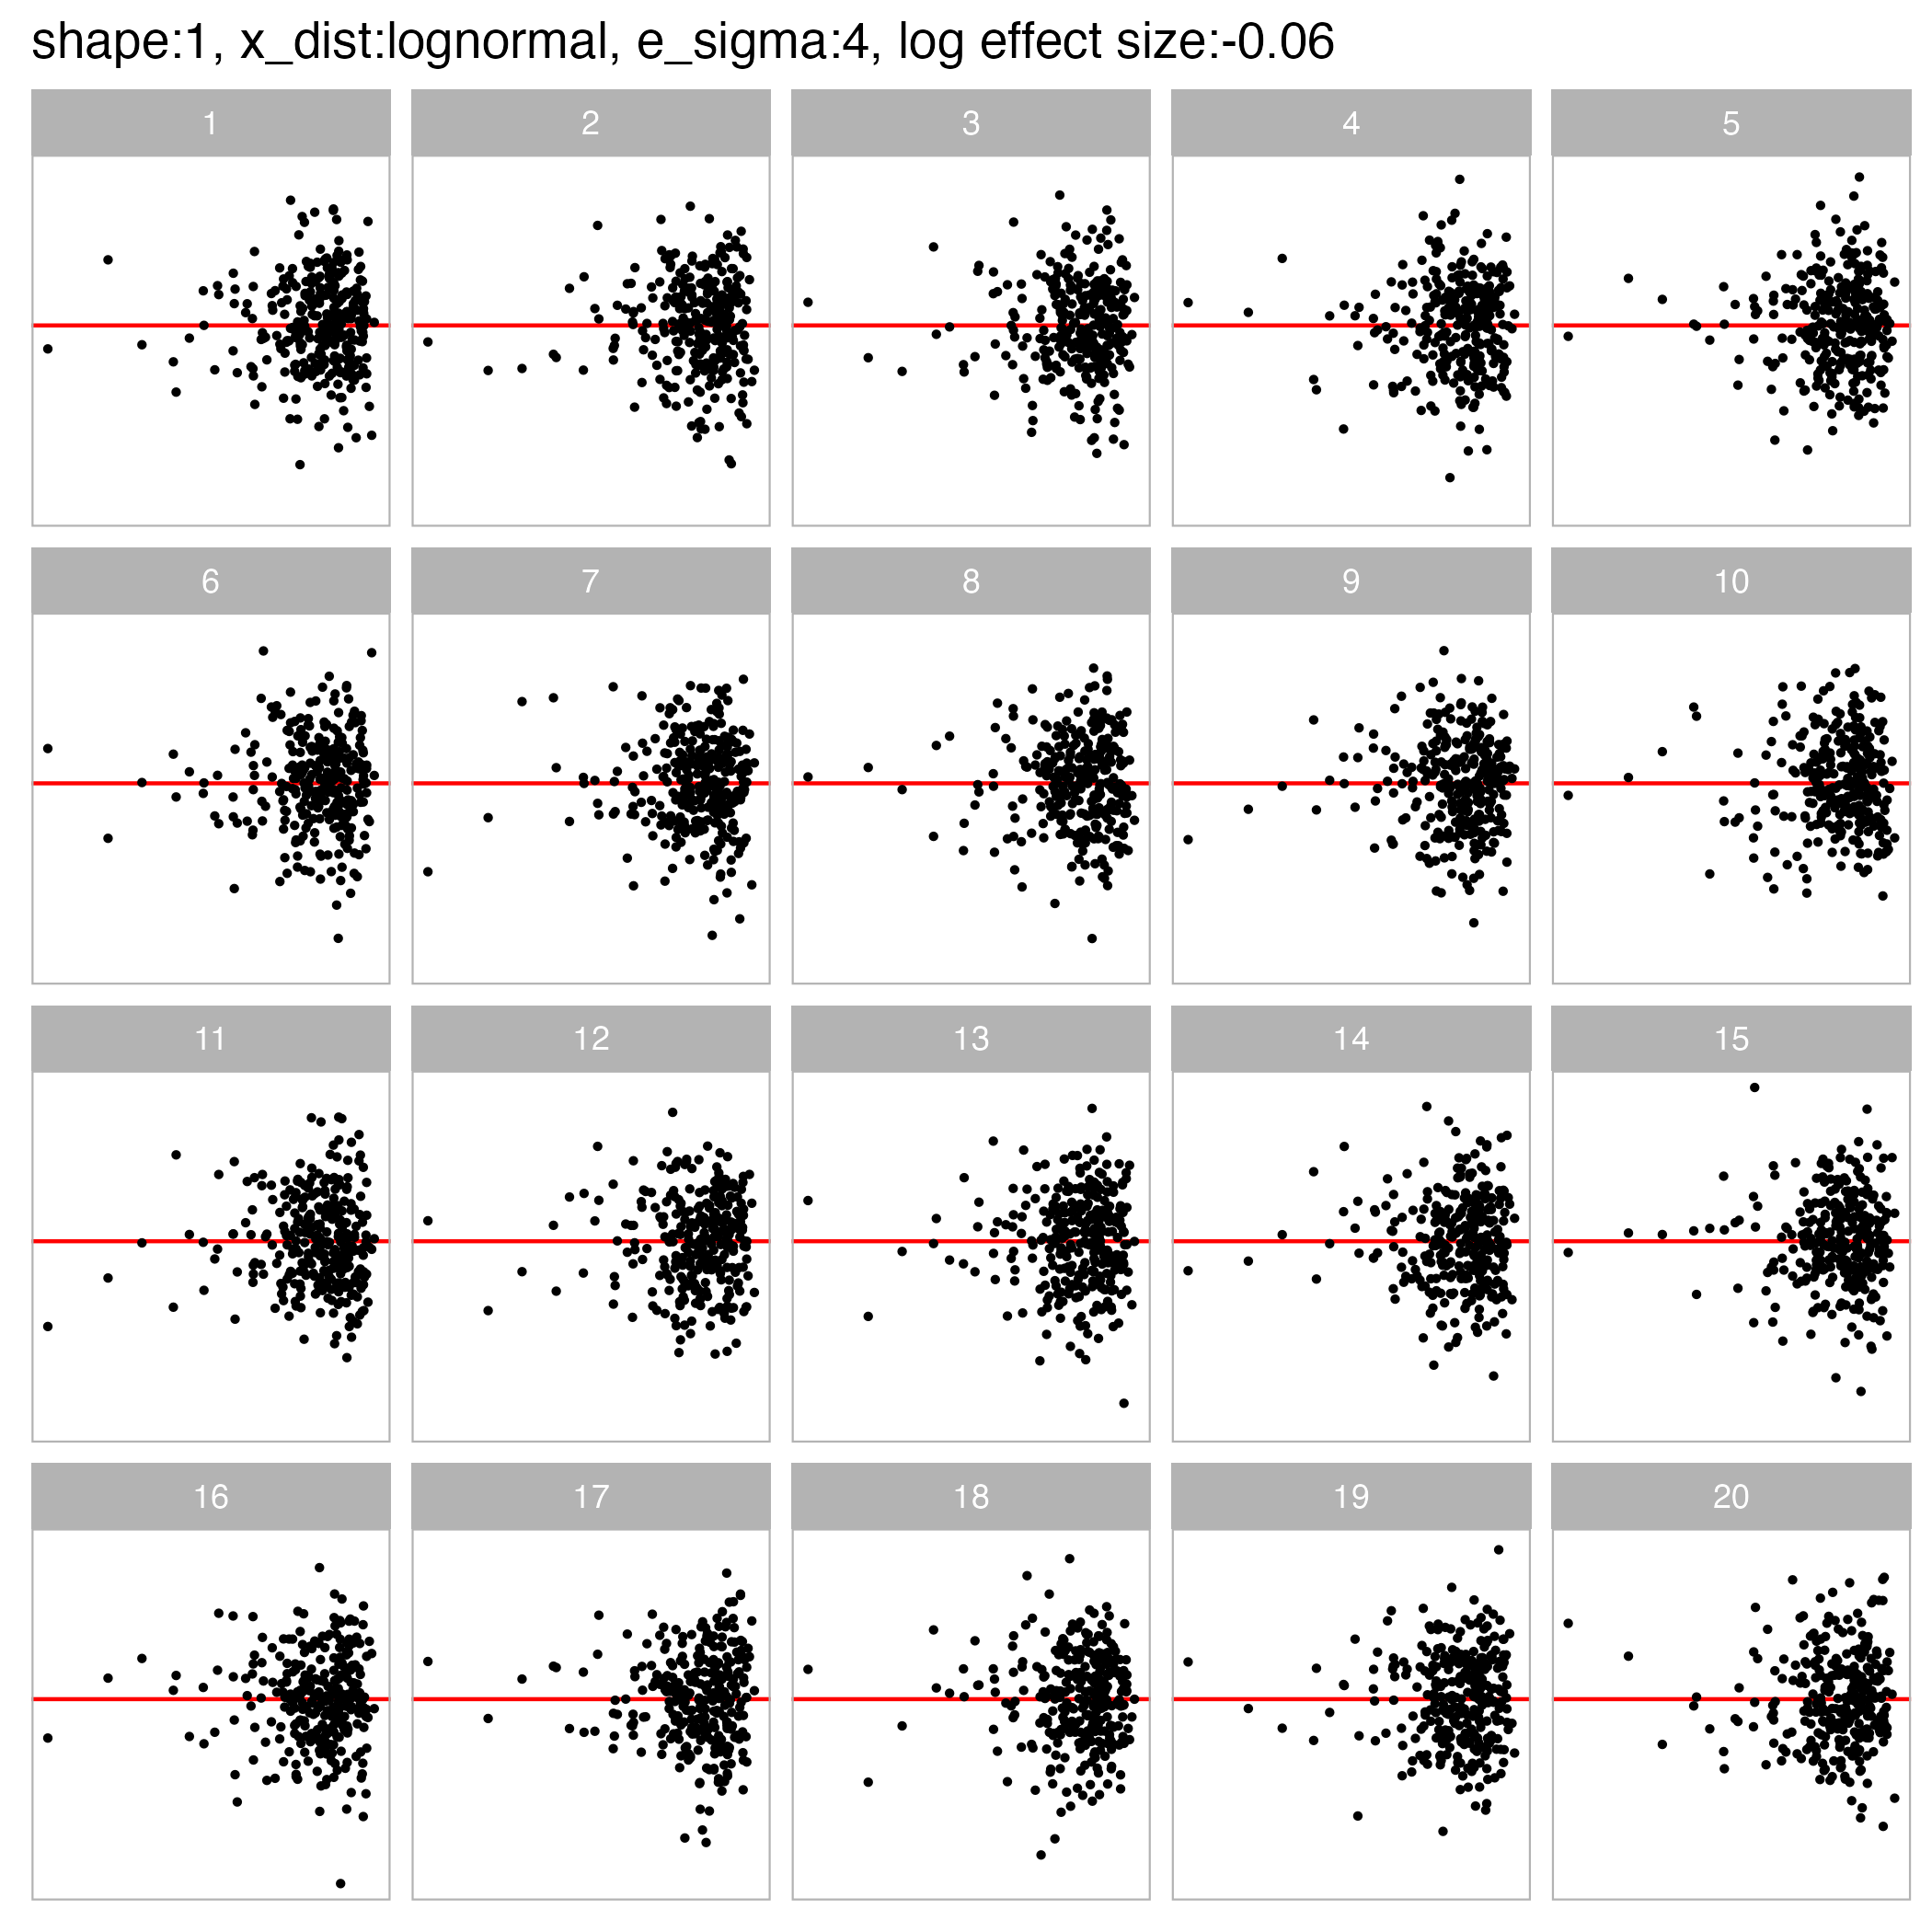 shape:1, x_dist:lognormal, e_sigma:4, log effect size:-0.06
1 2 3 4 5
6 7 8 9 10
11 12 13 14 15
16 17 18 19 20